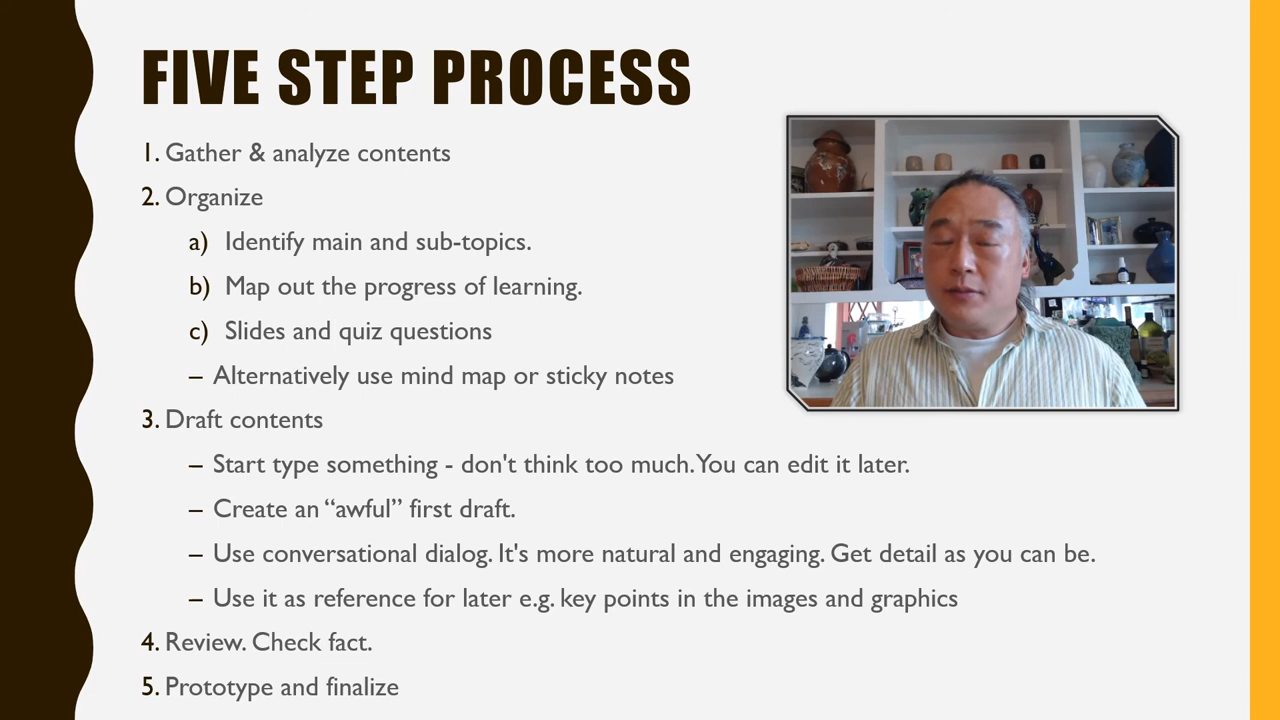 FIVE STEP PROCESS
1. Gather & analyze contents
2. Organize
a) Identify main and sub-topics.
b) Map out the progress of learning.
c) Slides and quiz questions
– Alternatively use mind map or sticky notes
3. Draft contents
– Start type something - don't think too much. You can edit it later.
– Create an “awful” first draft.
– Use conversational dialog. It's more natural and engaging. Get detail as you can be.
– Use it as reference for later e.g. key points in the images and graphics
4. Review. Check fact.
5. Prototype and finalize